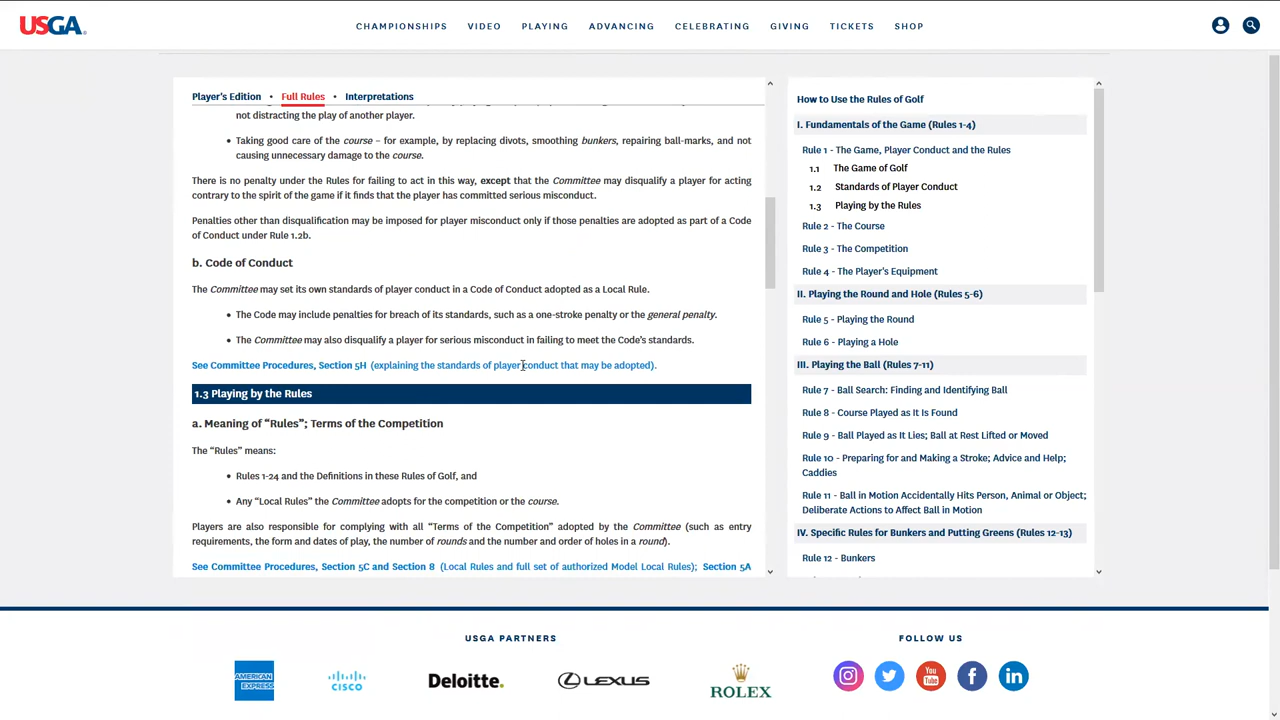 USGA
CHAMPIONSHIPS VIDEO PLAYING ADVANCING CELEBRATING GIVING TICKETS SHOP
Player's Edition • Full Rules • Interpretations
not distracting the play of another player.
• Taking good care of the course – for example, by replacing divots, smoothing bunkers, repairing ball-marks, and not
causing unnecessary damage to the course.
There is no penalty under the Rules for failing to act in this way, except that the Committee may disqualify a player for acting
contrary to the spirit of the game if it finds that the player has committed serious misconduct.
Penalties other than disqualification may be imposed for player misconduct only if those penalties are adopted as part of a Code
of Conduct under Rule 1.2b.
b. Code of Conduct
The Committee may set its own standards of player conduct in a Code of Conduct adopted as a Local Rule.
• The Code may include penalties for breach of its standards, such as a one-stroke penalty or the general penalty.
• The Committee may also disqualify a player for serious misconduct in failing to meet the Code's standards.
See Committee Procedures, Section 5H (explaining the standards of player conduct that may be adopted).
1.3 Playing by the Rules
a. Meaning of “Rules”; Terms of the Competition
The “Rules” means:
• Rules 1-24 and the Definitions in these Rules of Golf, and
• Any “Local Rules” the Committee adopts for the competition or the course.
Players are also responsible for complying with all “Terms of the Competition” adopted by the Committee (such as entry
requirements, the form and dates of play, the number of rounds and the number and order of holes in a round).
See Committee Procedures, Section 5C and Section 8 (Local Rules and full set of authorized Model Local Rules); Section 5A
How to Use the Rules of Golf
I. Fundamentals of the Game (Rules 1-4)
Rule 1 - The Game, Player Conduct and the Rules
1.1 The Game of Golf
1.2 Standards of Player Conduct
1.3 Playing by the Rules
Rule 2 - The Course
Rule 3 - The Competition
Rule 4 - The Player's Equipment
II. Playing the Round and Hole (Rules 5-6)
Rule 5 - Playing the Round
Rule 6 - Playing a Hole
III. Playing the Ball (Rules 7-11)
Rule 7 - Ball Search: Finding and Identifying Ball
Rule 8 - Course Played as It Is Found
Rule 9 - Ball Played as It Lies; Ball at Rest Lifted or Moved
Rule 10 - Preparing for and Making a Stroke; Advice and Help;
Caddies
Rule 11 - Ball in Motion Accidentally Hits Person, Animal or Object;
Deliberate Actions to Affect Ball in Motion
IV. Specific Rules for Bunkers and Putting Greens (Rules 12-13)
Rule 12 - Bunkers
USGA PARTNERS
FOLLOW US
AMERICAN
EXPRESS
CISCO
Deloitte.
LEXUS
ROLEX
You
Tube
f
in